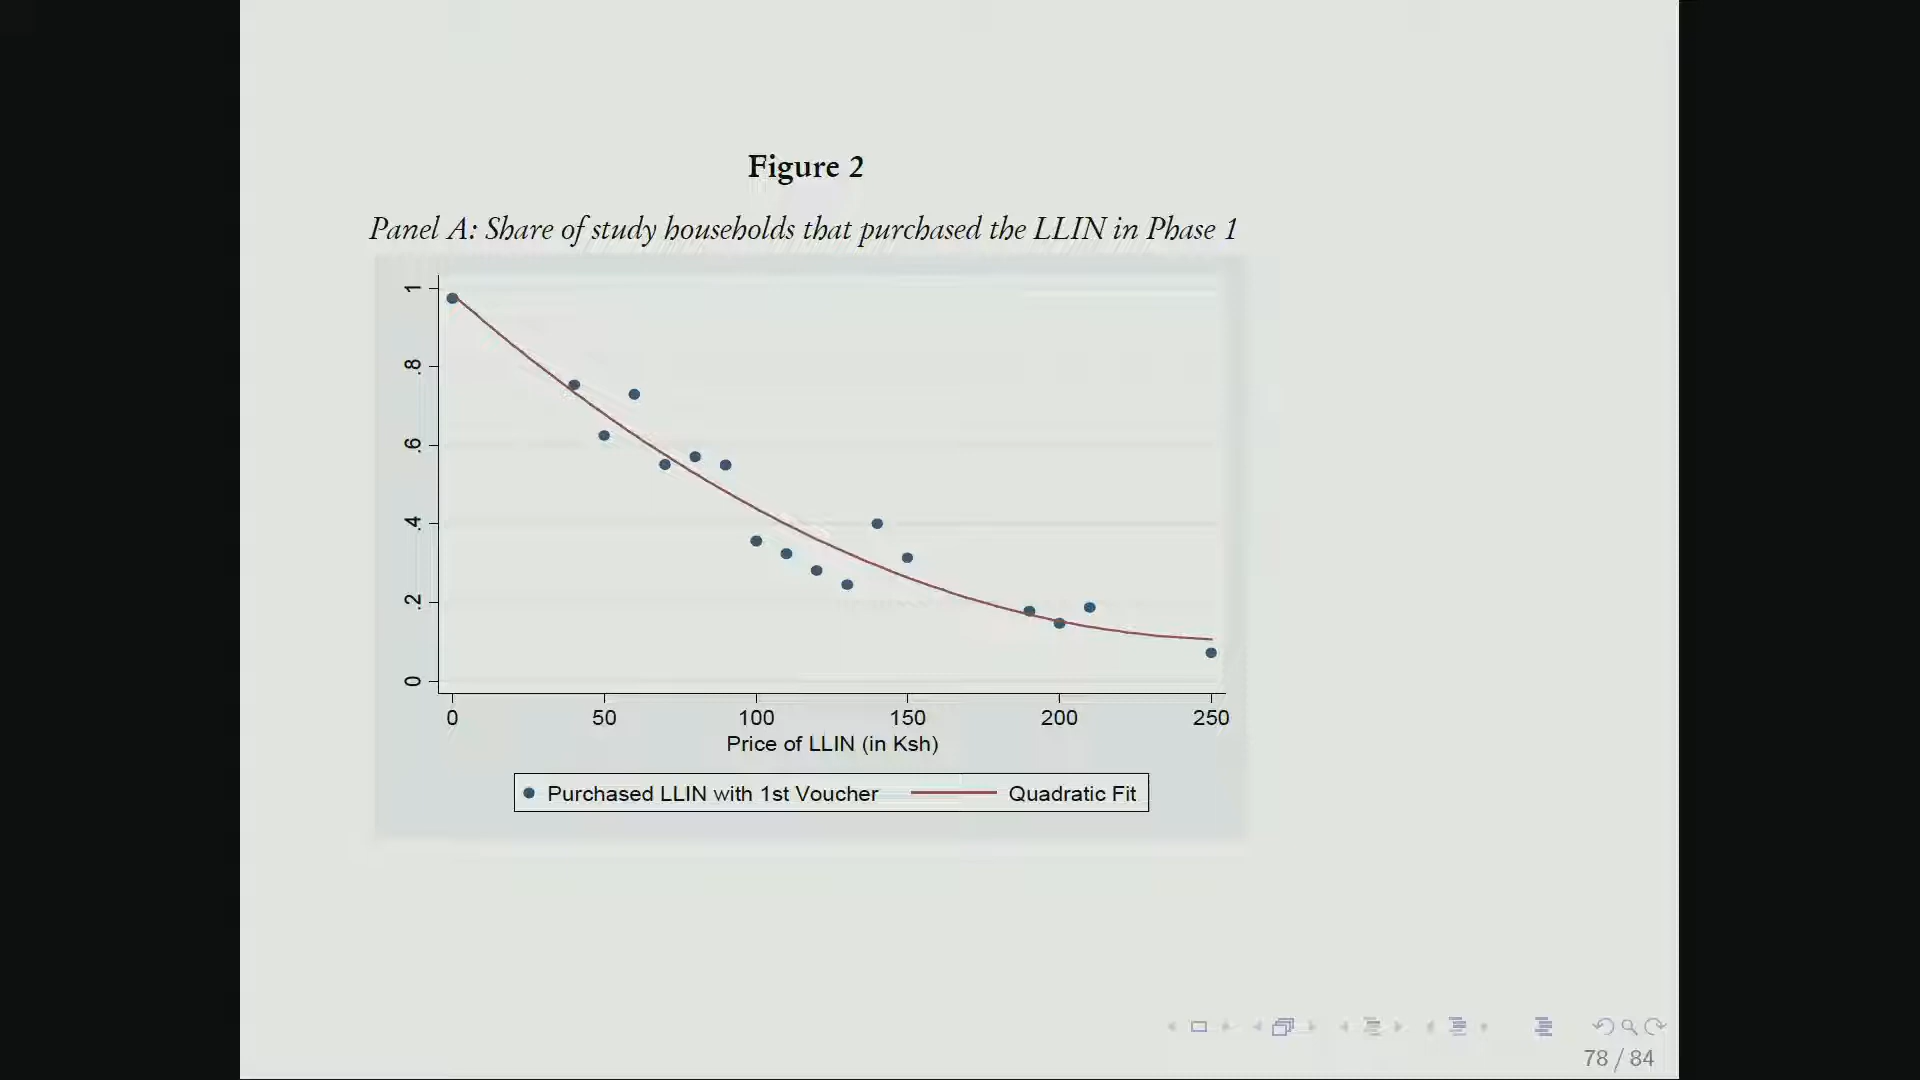 Figure 2
Panel A: Share of study households that purchased the LLIN in Phase 1
1
.8
.6
.4
.2
0
0 50 100 150 200 250
Price of LLIN (in Ksh)
Purchased LLIN with 1st Voucher Quadratic Fit
78 / 84